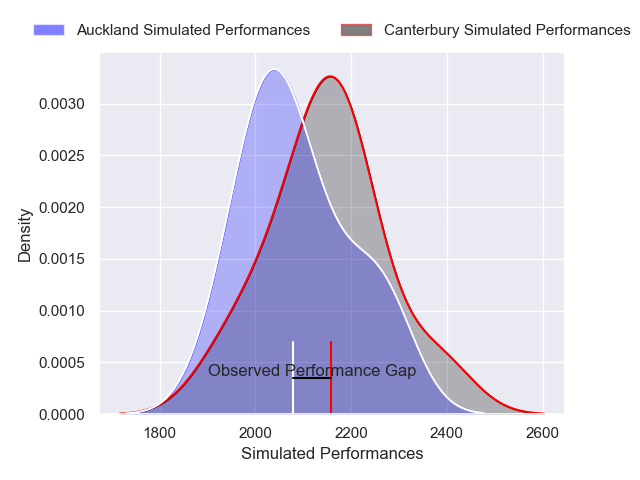 Auckland Simulated Performances
Canterbury Simulated Performances
0.0030
0.0025
0.0020
0.0015
0.0010
0.0005
0.0000
Density
Observed Performance Gap
1800
2000
2200
2400
2600
Simulated Performances